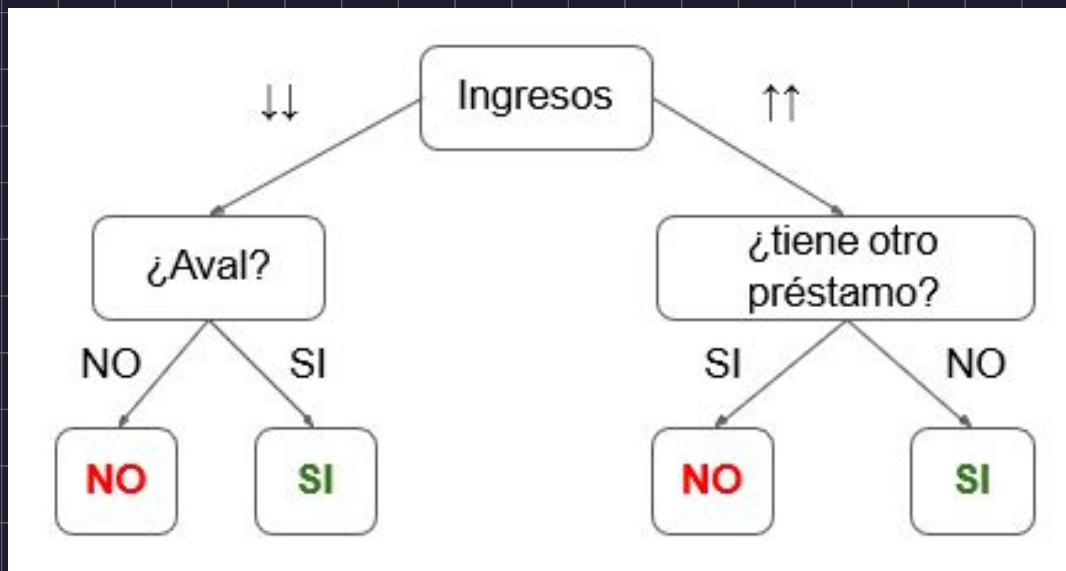 Ingresos
↓↓
↑↑
¿Aval?
¿tiene otro
préstamo?
NO
SI
SI
NO
NO
SI
NO
SI